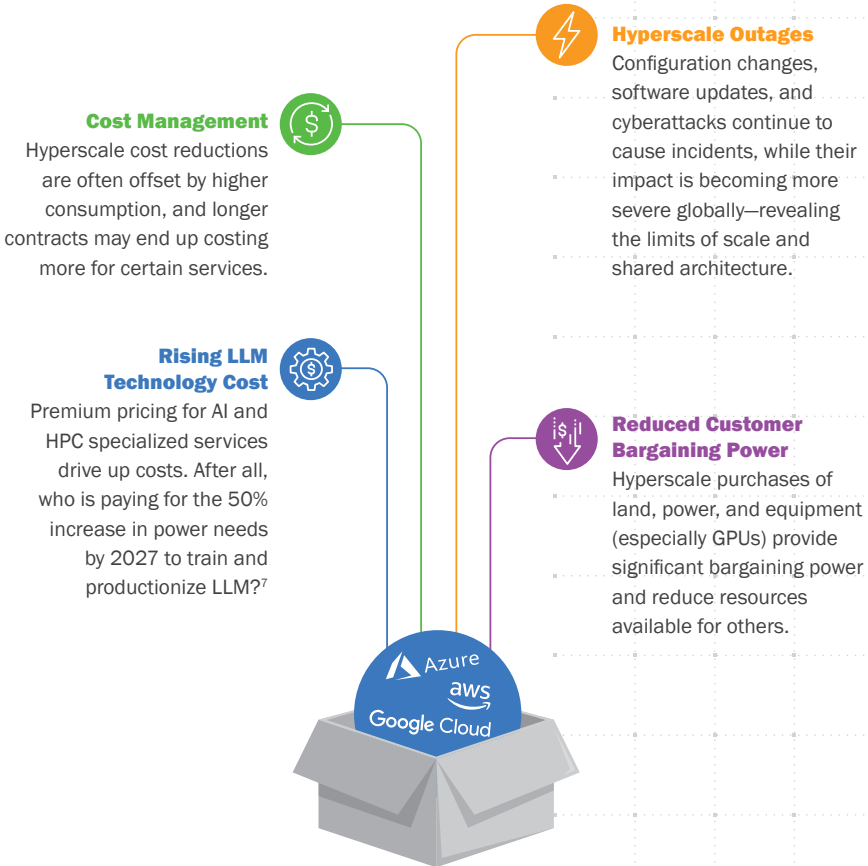 Hyperscale Outages
Configuration changes,
software updates, and
cyberattacks continue to
cause incidents, while their
impact is becoming more
severe globally—revealing
the limits of scale and
shared architecture.
Cost Management
Hyperscale cost reductions
are often offset by higher
consumption, and longer
contracts may end up costing
more for certain services.
Rising LLM
Technology Cost
Premium pricing for AI and
HPC specialized services
drive up costs. After all,
who is paying for the 50%
increase in power needs
by 2027 to train and
productionize LLM?⁷
Reduced Customer
Bargaining Power
Hyperscale purchases of
land, power, and equipment
(especially GPUs) provide
significant bargaining power
and reduce resources
available for others.
Azure
aws
Google Cloud